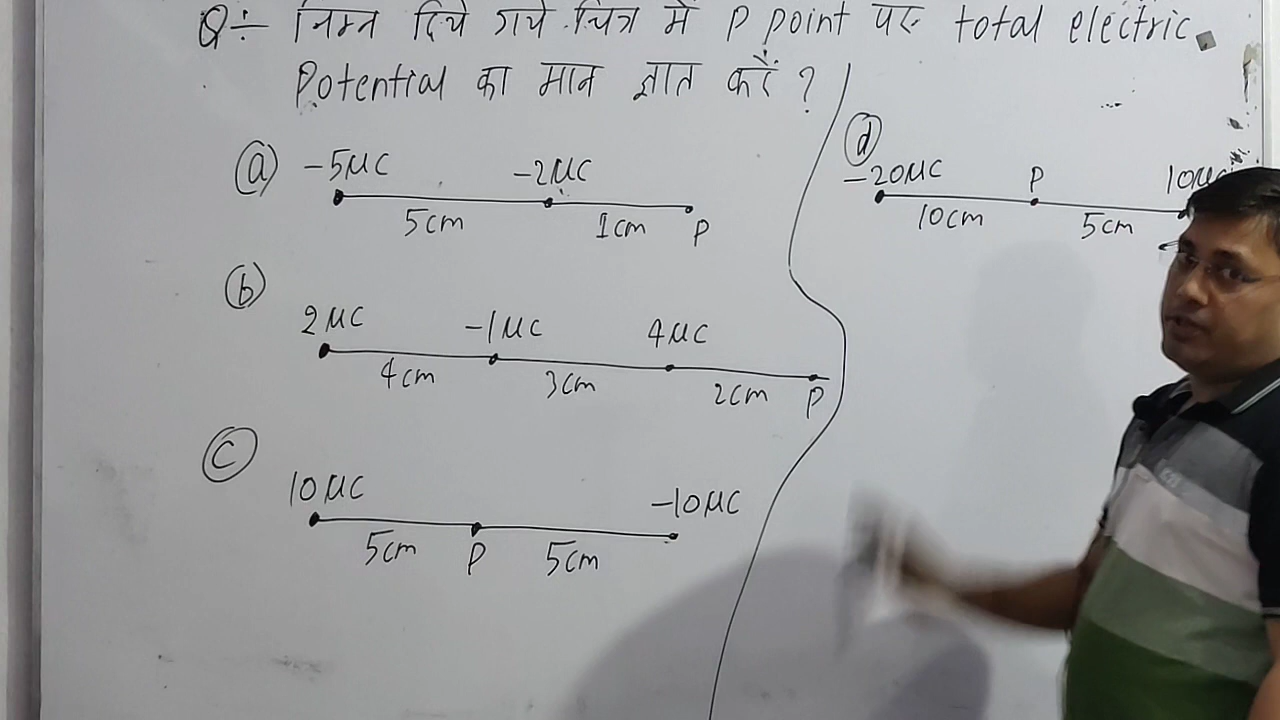 Q÷ निम्न दिये गये चित्र में P point पर total electric
Potential का मान ज्ञात करें ?
(a) -5μC -2μC
5cm 1cm P
(b) 2μC -1μC 4μC
4cm 3cm 2cm P
(c) 10μC -10μC
5cm P 5cm
(d) -20μC P 10μC
10cm 5cm